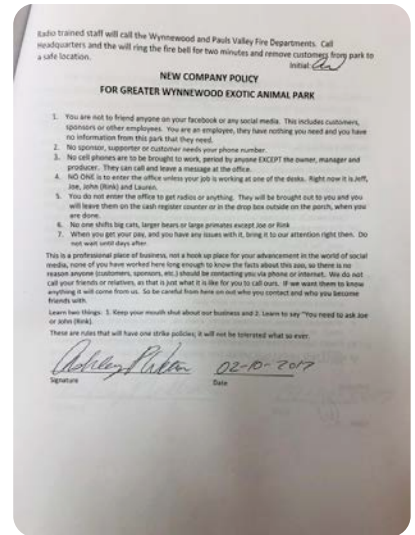 Radio trained staff will call the Wynnewood and Pauls Valley Fire Departments. Call
Headquarters and the will ring the fire bell for two minutes and remove customers from park to
a safe location.
Initial:
NEW COMPANY POLICY
FOR GREATER WYNNEWOOD EXOTIC ANIMAL PARK
1. You are not to friend anyone on your facebook or any social media. This includes customers,
sponsors or other employees. You are an employee, they have nothing you need and you have
no information from this park that they need.
2. No sponsor, supporter or customer needs your phone number.
3. No cell phones are to be brought to work, period by anyone EXCEPT the owner, manager and
producer. They can call and leave a message at the office.
4. NO ONE is to enter the office unless your job is working at one of the desks. Right now it is Jeff,
Joe, John (Rink) and Lauren.
5. You do not enter the office to get radios or anything. They will be brought out to you and you
will leave them on the cash register counter or in the drop box outside on the porch, when you
are done.
6. No one shifts big cats, larger bears or large primates except Joe or Rink
7. When you get your pay, and you have any issues with it, bring it to our attention right then. Do
not wait until days after.
This is a professional place of business, not a hook up place for your advancement in the world of social
media, none of you have worked here long enough to know the facts about this zoo, so there is no
reason anyone (customers, sponsors, etc.) should be contacting you via phone or internet. We do not
call your friends or relatives, as that is just what it is like for you to call ours. If we want them to know
anything it will come from us. So be careful from here on out who you contact and who you become
friends with.
Learn two things: 1. Keep your mouth shut about our business and 2. Learn to say "You need to ask Joe
or John (Rink).
These are rules that will have one strike policies, it will not be tolerated what so ever.
02-10-2017
Signature Date